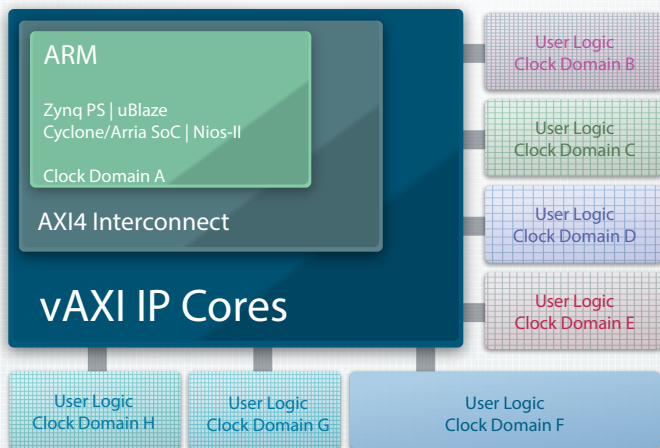 ARM
Zynq PS | uBlaze
Cyclone/Arria SoC | Nios-II
Clock Domain A
AXI4 Interconnect
vAXI IP Cores
User Logic
Clock Domain B
User Logic
Clock Domain C
User Logic
Clock Domain D
User Logic
Clock Domain E
User Logic
Clock Domain H
User Logic
Clock Domain G
User Logic
Clock Domain F